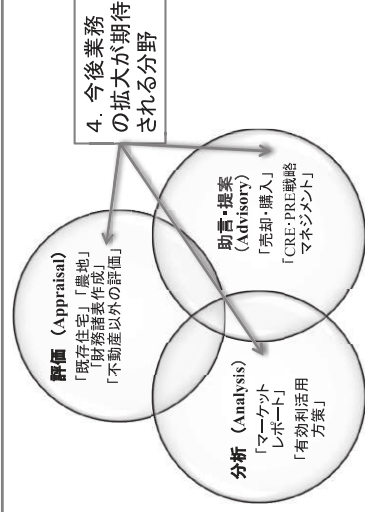 4. 今後業務
の拡大が期待
される分野
評価（Appraisal）
「既存住宅」「農地」
「財務諸表作成」
「不動産以外の評価」
分析（Analysis）
「マーケット
レポート」
「有効利活用
方策」
助言・提案
（Advisory）
「売却・購入」
「CRE・PRE戦略
マネジメント」